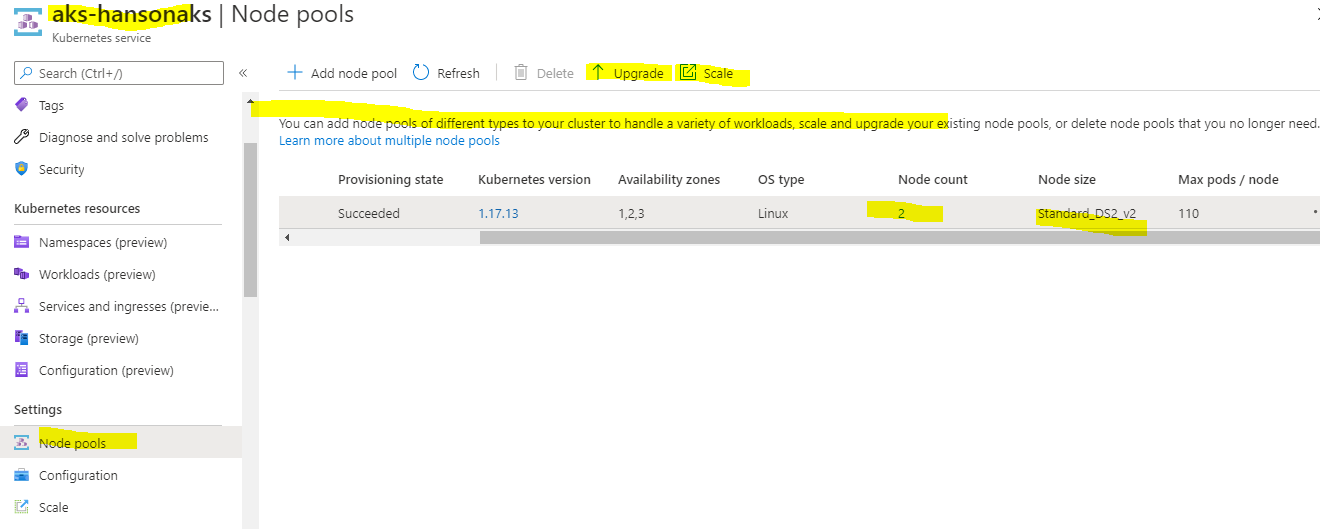 aks-hansonaks | Node pools
Kubernetes service
Search (Ctrl+/)
«
Add node pool
Refresh
Delete
Upgrade
Scale
Tags
Diagnose and solve problems
Security
Kubernetes resources
Namespaces (preview)
Workloads (preview)
Services and ingresses (previe...
Storage (preview)
Configuration (preview)
Settings
Node pools
Configuration
Scale
You can add node pools of different types to your cluster to handle a variety of workloads, scale and upgrade your existing node pools, or delete node pools that you no longer need.
Learn more about multiple node pools
Provisioning state Kubernetes version Availability zones OS type Node count Node size Max pods / node
Succeeded 1.17.13 1,2,3 Linux 2 Standard_DS2_v2 110